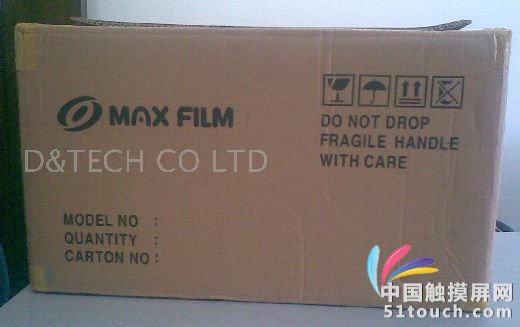 MAX FILM
DO NOT DROP
FRAGILE HANDLE
WITH CARE
D&TECH CO LTD
MODEL NO :
QUANTITY :
CARTON NO :
中国触摸屏网
51touch.com